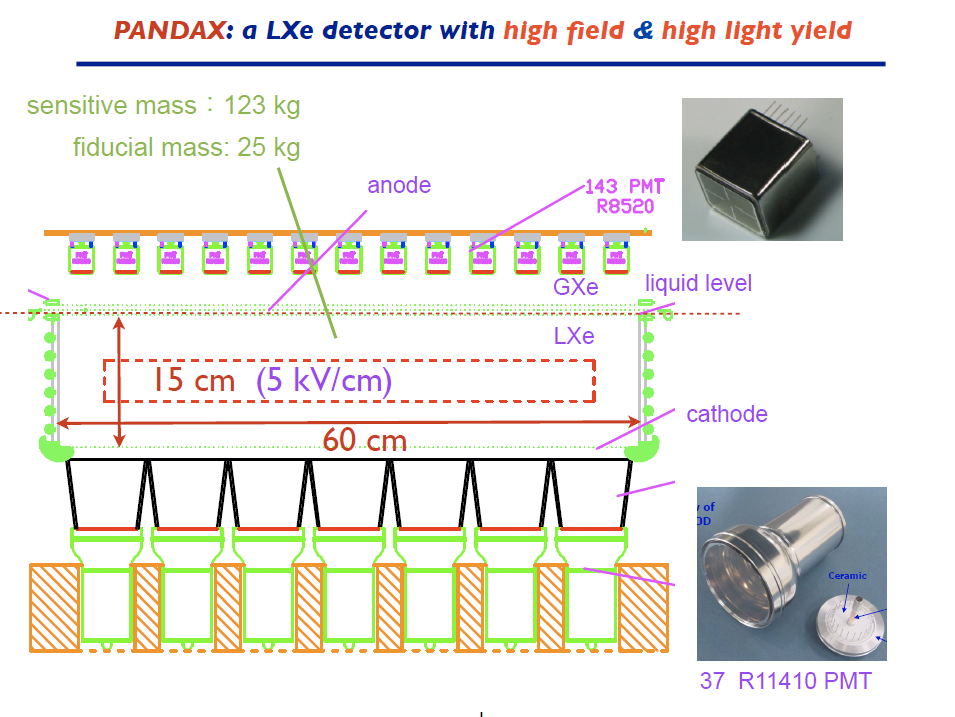 PANDAX: a LXe detector with high field & high light yield
sensitive mass：123 kg
fiducial mass: 25 kg
anode
143 PMT
R8520
GXe
liquid level
LXe
15 cm (5 kV/cm)
cathode
60 cm
of
Ceramic
37 R11410 PMT